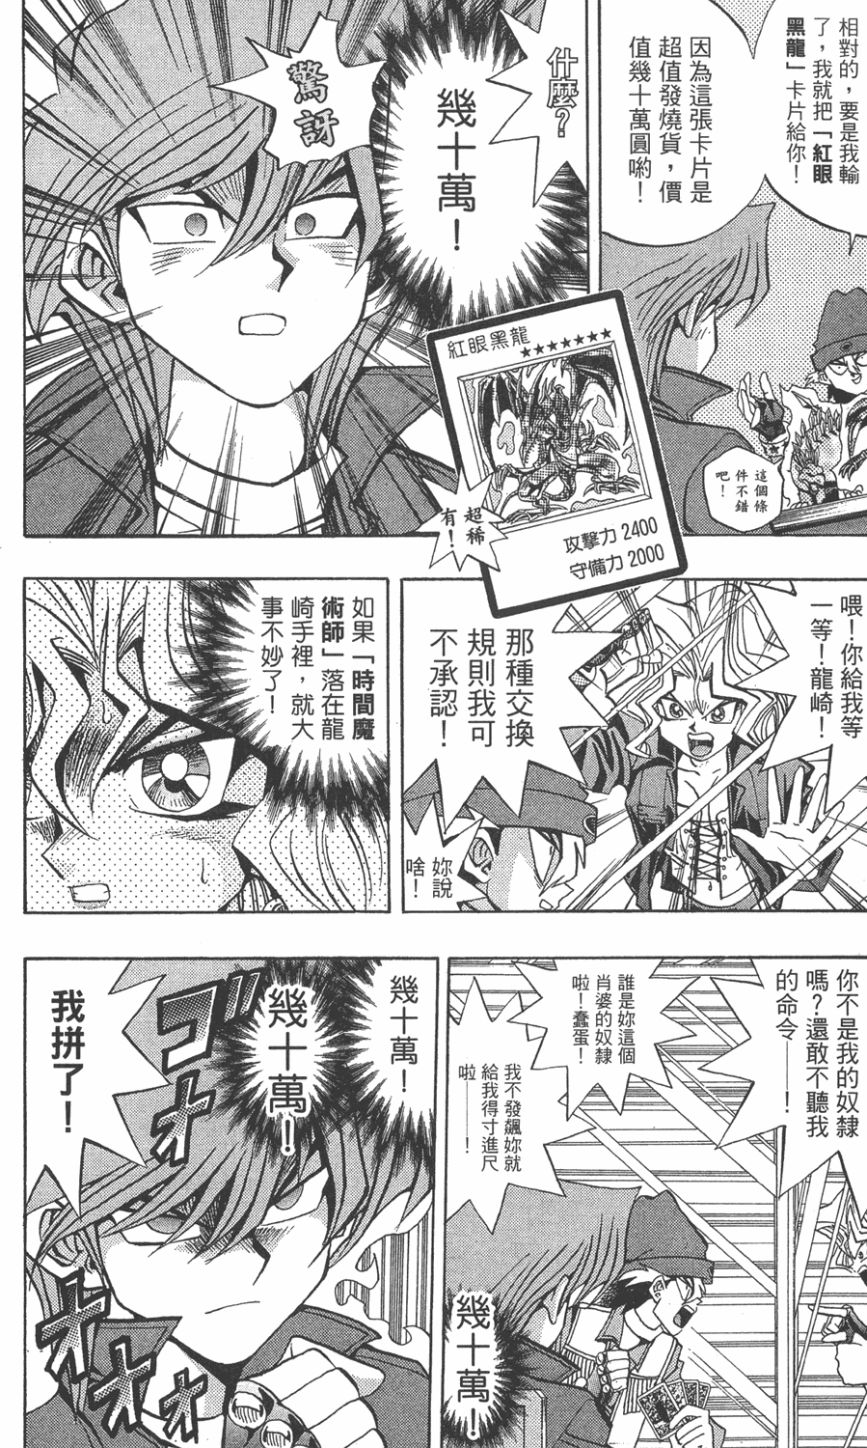 相對的，要是我輸
了，我就把「紅眼
黑龍」卡片給你！
因為這張卡片是
超值發燒貨，價
值幾十萬圓喲！
這個條
件不錯
吧！
什麼？
幾十萬！
驚訝
紅眼黑龍
★★★★★★★
攻擊力 2400
守備力 2000
超稀
有！
喂！你給我等
一等！龍崎！
那種交換
規則我可
不承認！
妳說
啥！
如果「時間魔
術師」落在龍
崎手裡，就大
事不妙了！
你不是我的奴隸
嗎？還敢不聽我
的命令——！
誰是妳這個
肖婆的奴隸
啦！蠢蛋！
我不發飆妳就
給我得寸進尺
啦——！
幾十萬！
幾十萬！
幾十萬！
我拼了！
ゴオオオオ